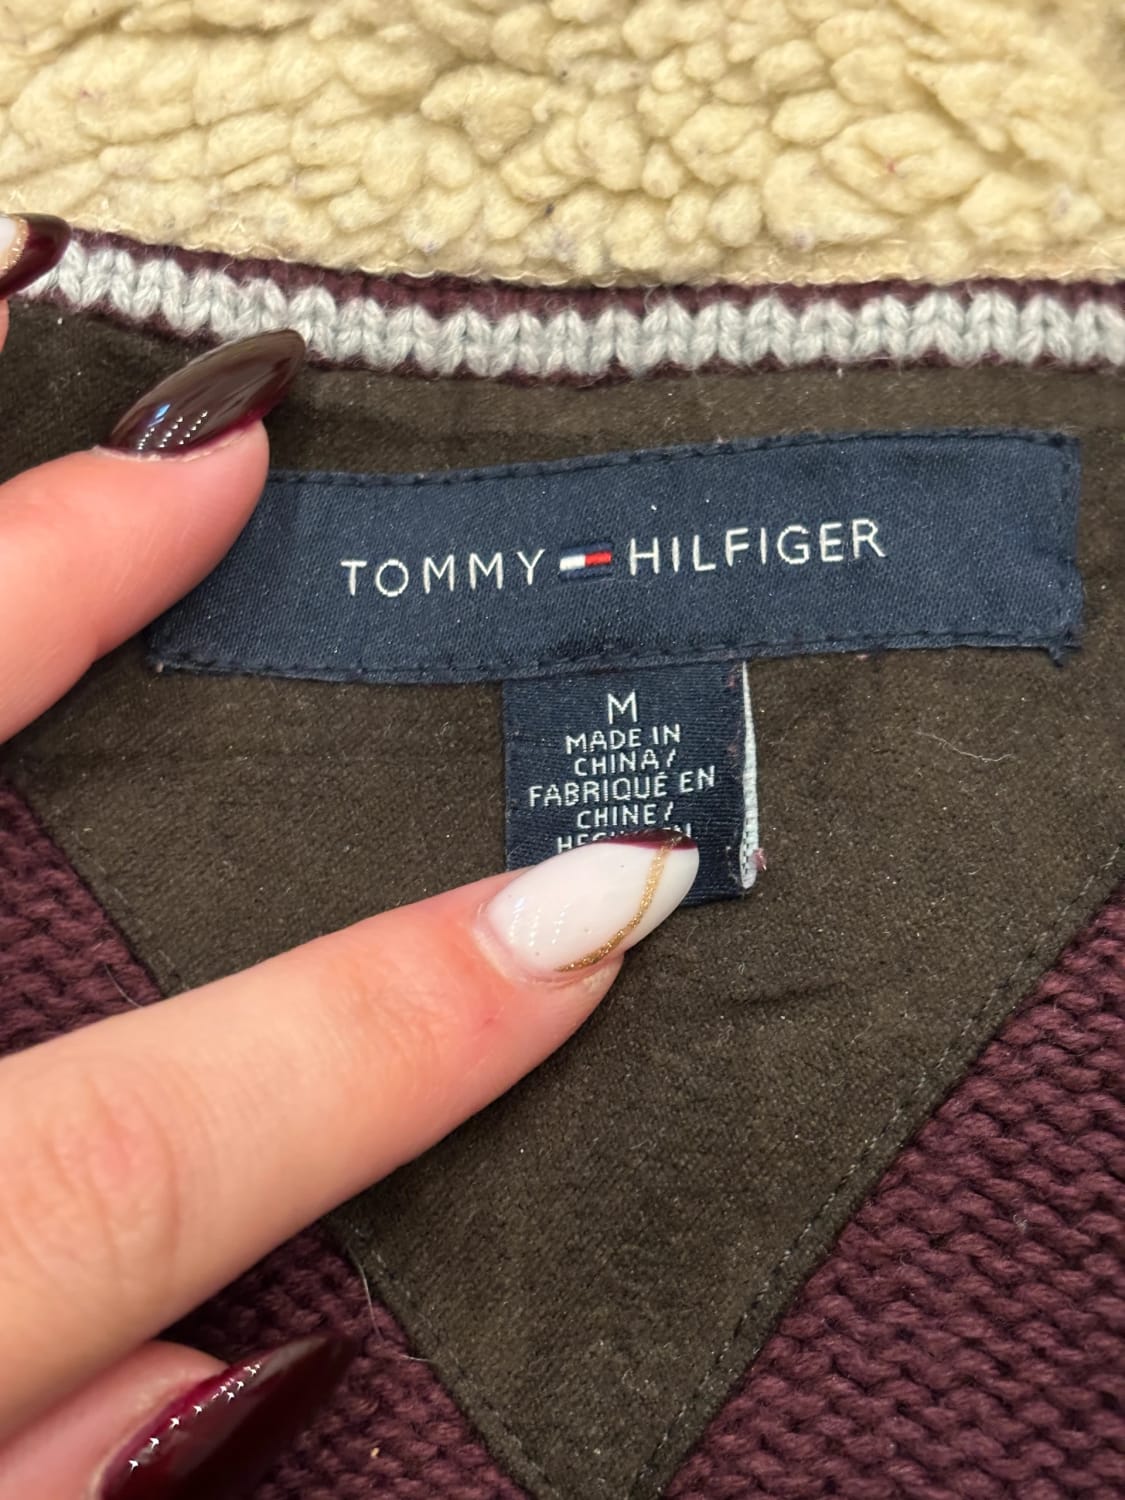 TOMMY HILFIGER
M
MADE IN
CHINA/
FABRIQUÉ EN
CHINE/